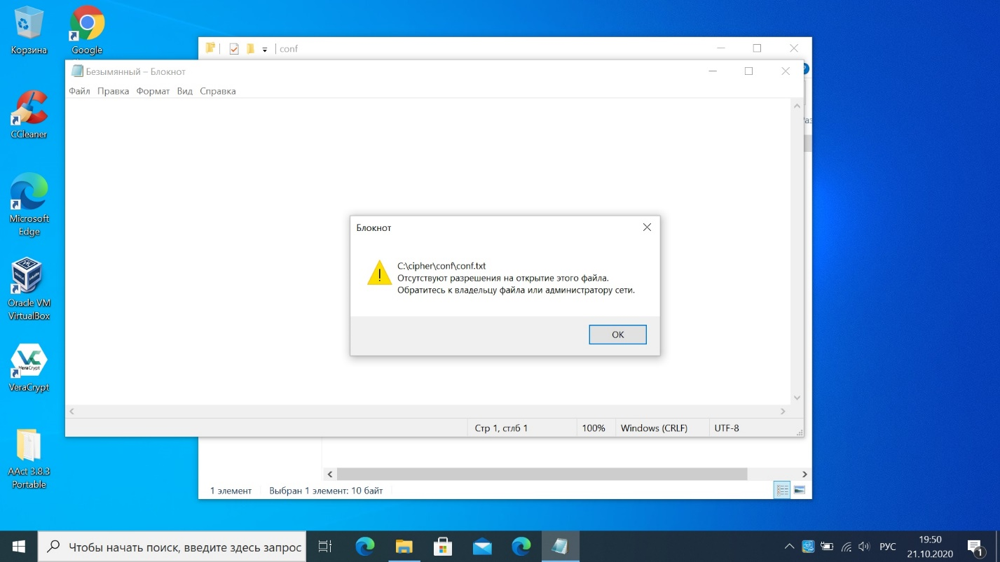 Корзина
Google
CCleaner
Microsoft
Edge
Oracle VM
VirtualBox
VeraCrypt
VeraCrypt
AAct 3.8.3
Portable
conf
Безымянный – Блокнот
Файл Правка Формат Вид Справка
Блокнот
C:\cipher\conf\conf.txt
Отсутствуют разрешения на открытие этого файла.
Обратитесь к владельцу файла или администратору сети.
ОК
Стр 1, стлб 1 100% Windows (CRLF) UTF-8
1 элемент Выбран 1 элемент: 10 байт
Чтобы начать поиск, введите здесь запрос
РУС
19:50
21.10.2020
1